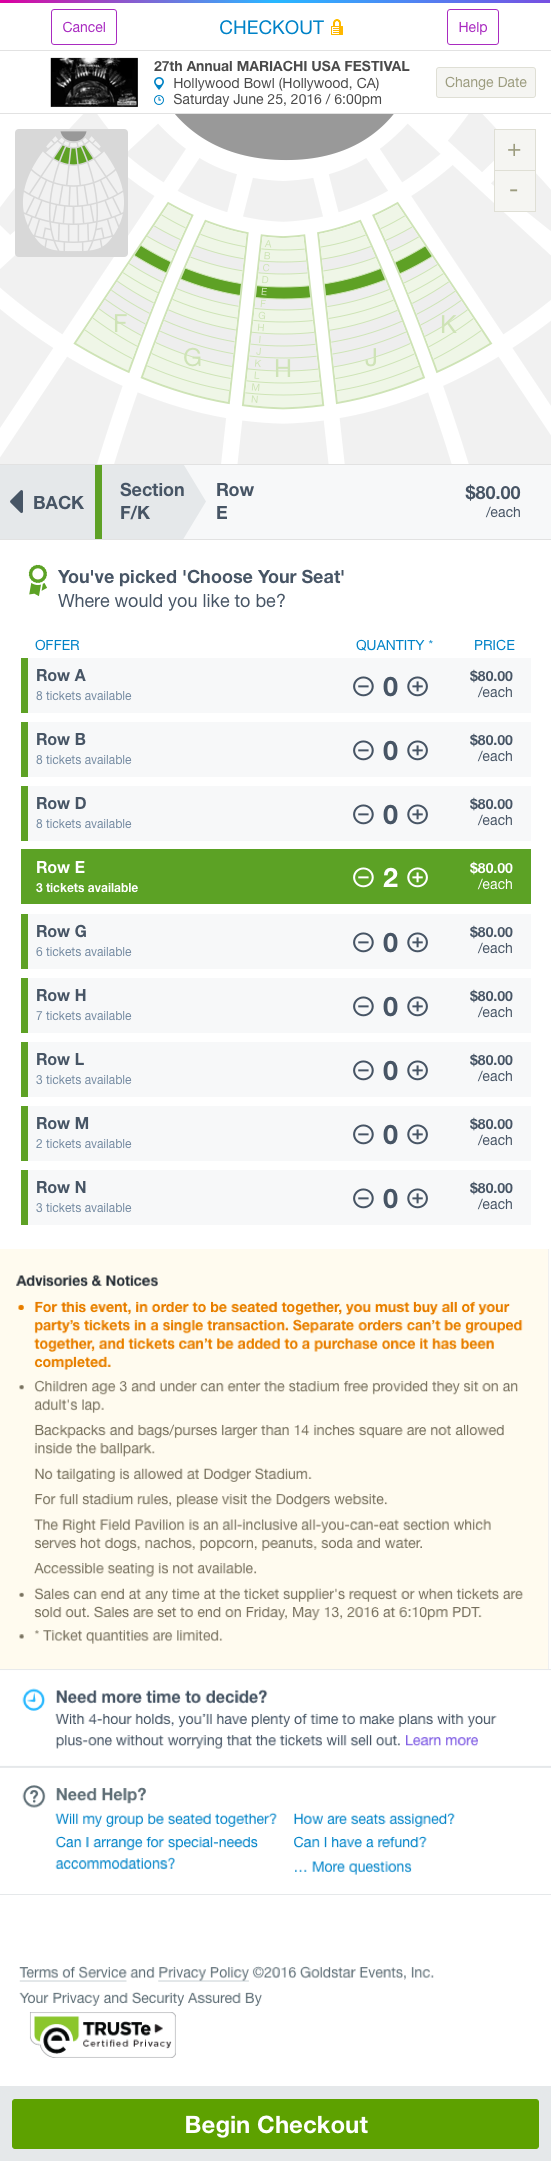 Cancel
CHECKOUT
Help
27th Annual MARIACHI USA FESTIVAL
Hollywood Bowl (Hollywood, CA)
Saturday June 25, 2016 / 6:00pm
Change Date
+
-
A
B
C
D
E
F
G
H
I
J
K
L
M
N
F
G
H
J
K
BACK
Section
F/K
Row
E
$80.00
/each
You've picked 'Choose Your Seat'
Where would you like to be?
OFFER QUANTITY * PRICE
Row A
8 tickets available
0
$80.00
/each
Row B
8 tickets available
0
$80.00
/each
Row D
8 tickets available
0
$80.00
/each
Row E
3 tickets available
2
$80.00
/each
Row G
6 tickets available
0
$80.00
/each
Row H
7 tickets available
0
$80.00
/each
Row L
3 tickets available
0
$80.00
/each
Row M
2 tickets available
0
$80.00
/each
Row N
3 tickets available
0
$80.00
/each
Advisories & Notices
• For this event, in order to be seated together, you must buy all of your
party's tickets in a single transaction. Separate orders can't be grouped
together, and tickets can't be added to a purchase once it has been
completed.
• Children age 3 and under can enter the stadium free provided they sit on an
adult's lap.
Backpacks and bags/purses larger than 14 inches square are not allowed
inside the ballpark.
No tailgating is allowed at Dodger Stadium.
For full stadium rules, please visit the Dodgers website.
The Right Field Pavilion is an all-inclusive all-you-can-eat section which
serves hot dogs, nachos, popcorn, peanuts, soda and water.
Accessible seating is not available.
• Sales can end at any time at the ticket supplier's request or when tickets are
sold out. Sales are set to end on Friday, May 13, 2016 at 6:10pm PDT.
• * Ticket quantities are limited.
Need more time to decide?
With 4-hour holds, you'll have plenty of time to make plans with your
plus-one without worrying that the tickets will sell out. Learn more
Need Help?
Will my group be seated together?
Can I arrange for special-needs
accommodations?
How are seats assigned?
Can I have a refund?
... More questions
Terms of Service and Privacy Policy ©2016 Goldstar Events, Inc.
Your Privacy and Security Assured By
TRUSTe
Certified Privacy
Begin Checkout